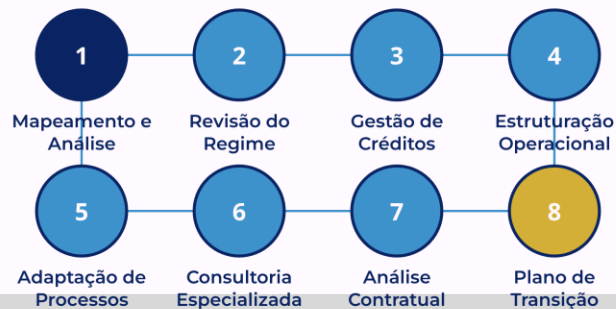 1
2
3
4
Mapeamento e
Análise
Revisão do
Regime
Gestão de
Créditos
Estruturação
Operacional
5
6
7
8
Adaptação de
Processos
Consultoria
Especializada
Análise
Contratual
Plano de
Transição